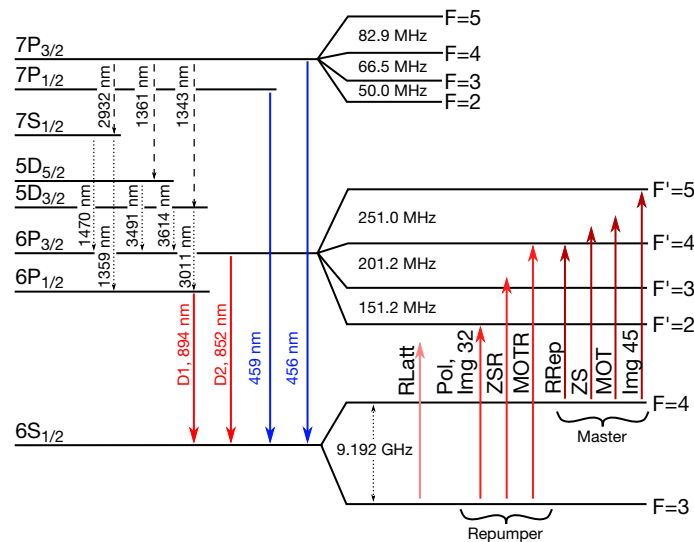 7P3/2
7P1/2
7S1/2
5D5/2
5D3/2
6P3/2
6P1/2
6S1/2
2932 nm
1361 nm
1343 nm
1470 nm
1359 nm
3491 nm
3614 nm
3011 nm
D1, 894 nm
D2, 852 nm
459 nm
456 nm
F=5
82.9 MHz
F=4
66.5 MHz
F=3
50.0 MHz
F=2
F'=5
251.0 MHz
F'=4
201.2 MHz
F'=3
151.2 MHz
F'=2
RLatt
Pol,
Img 32
ZSR
MOTR
RRep
ZS
MOT
Img 45
F=4
Master
9.192 GHz
F=3
Repumper